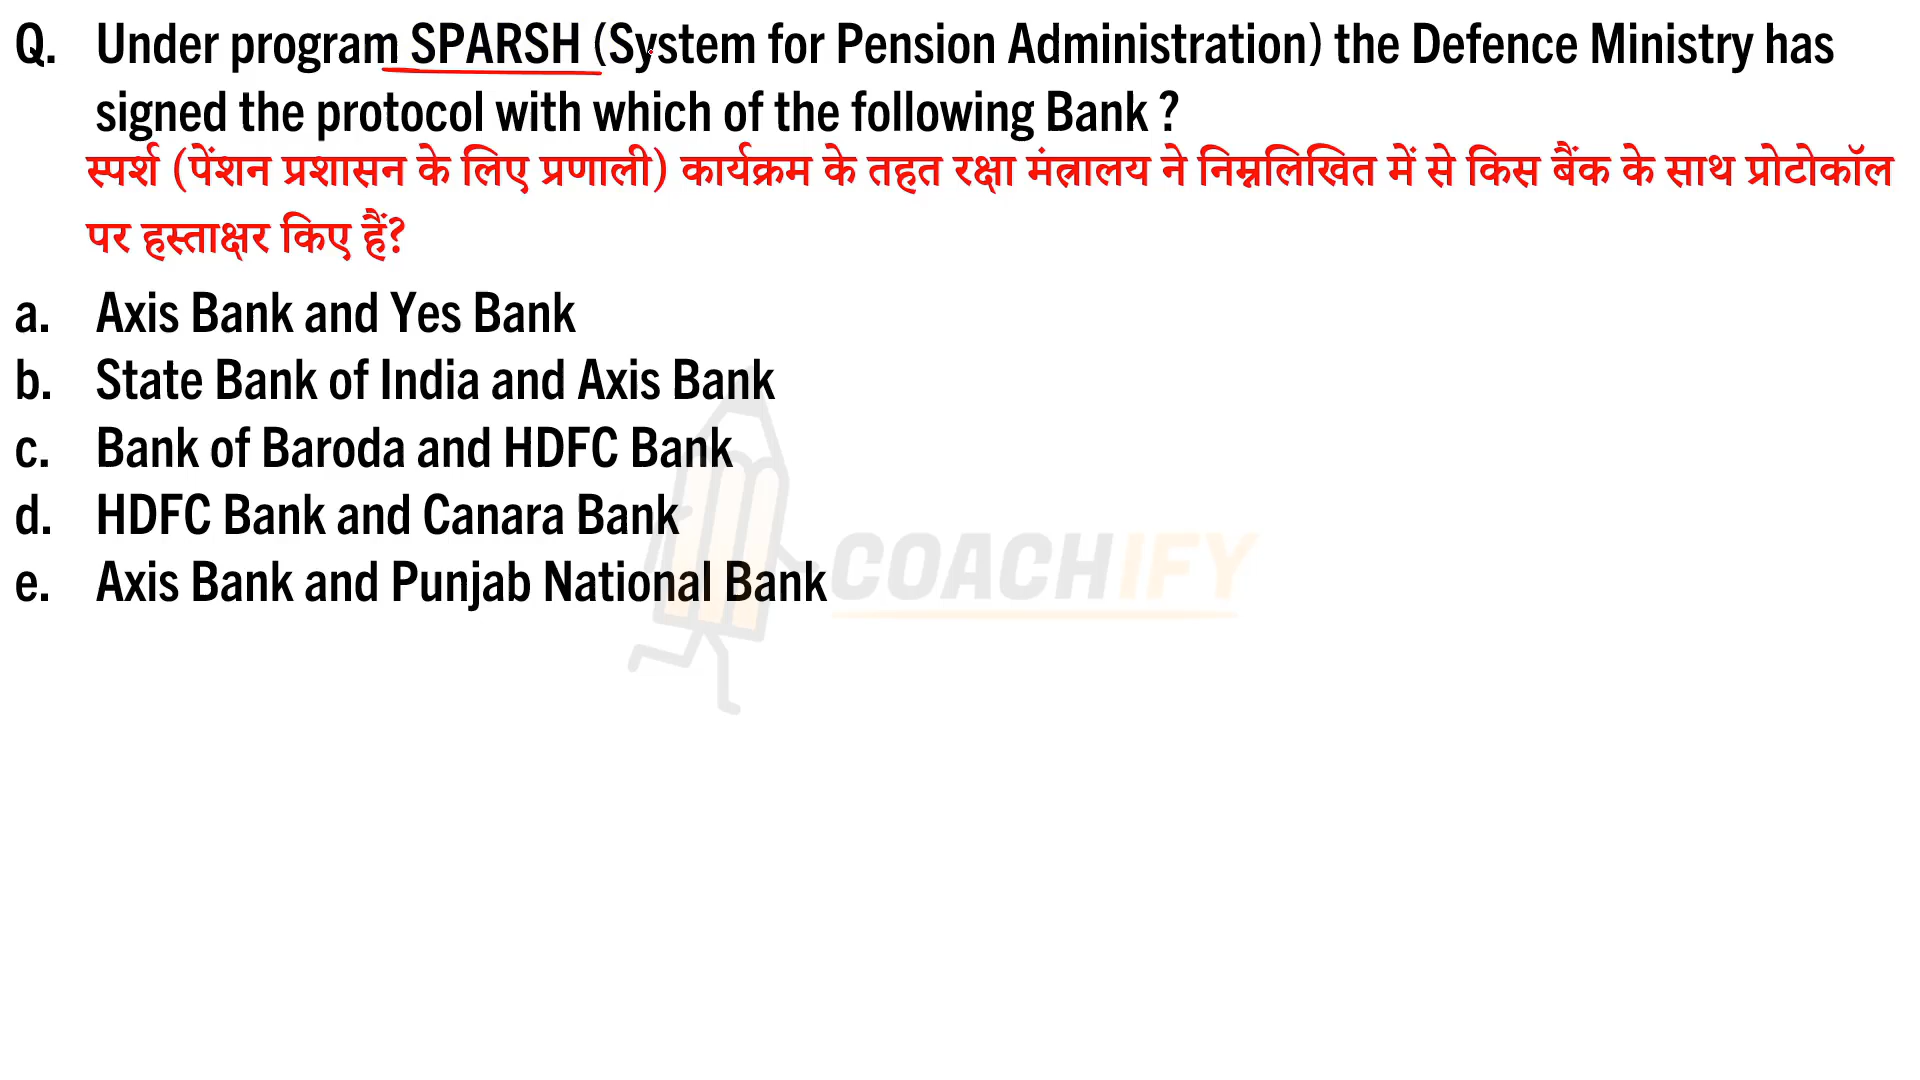 Q. Under program SPARSH (System for Pension Administration) the Defence Ministry has
signed the protocol with which of the following Bank ?
स्पर्श (पेंशन प्रशासन के लिए प्रणाली) कार्यक्रम के तहत रक्षा मंत्रालय ने निम्नलिखित में से किस बैंक के साथ प्रोटोकॉल
पर हस्ताक्षर किए हैं?
a. Axis Bank and Yes Bank
b. State Bank of India and Axis Bank
c. Bank of Baroda and HDFC Bank
d. HDFC Bank and Canara Bank
e. Axis Bank and Punjab National Bank
COACHIFY